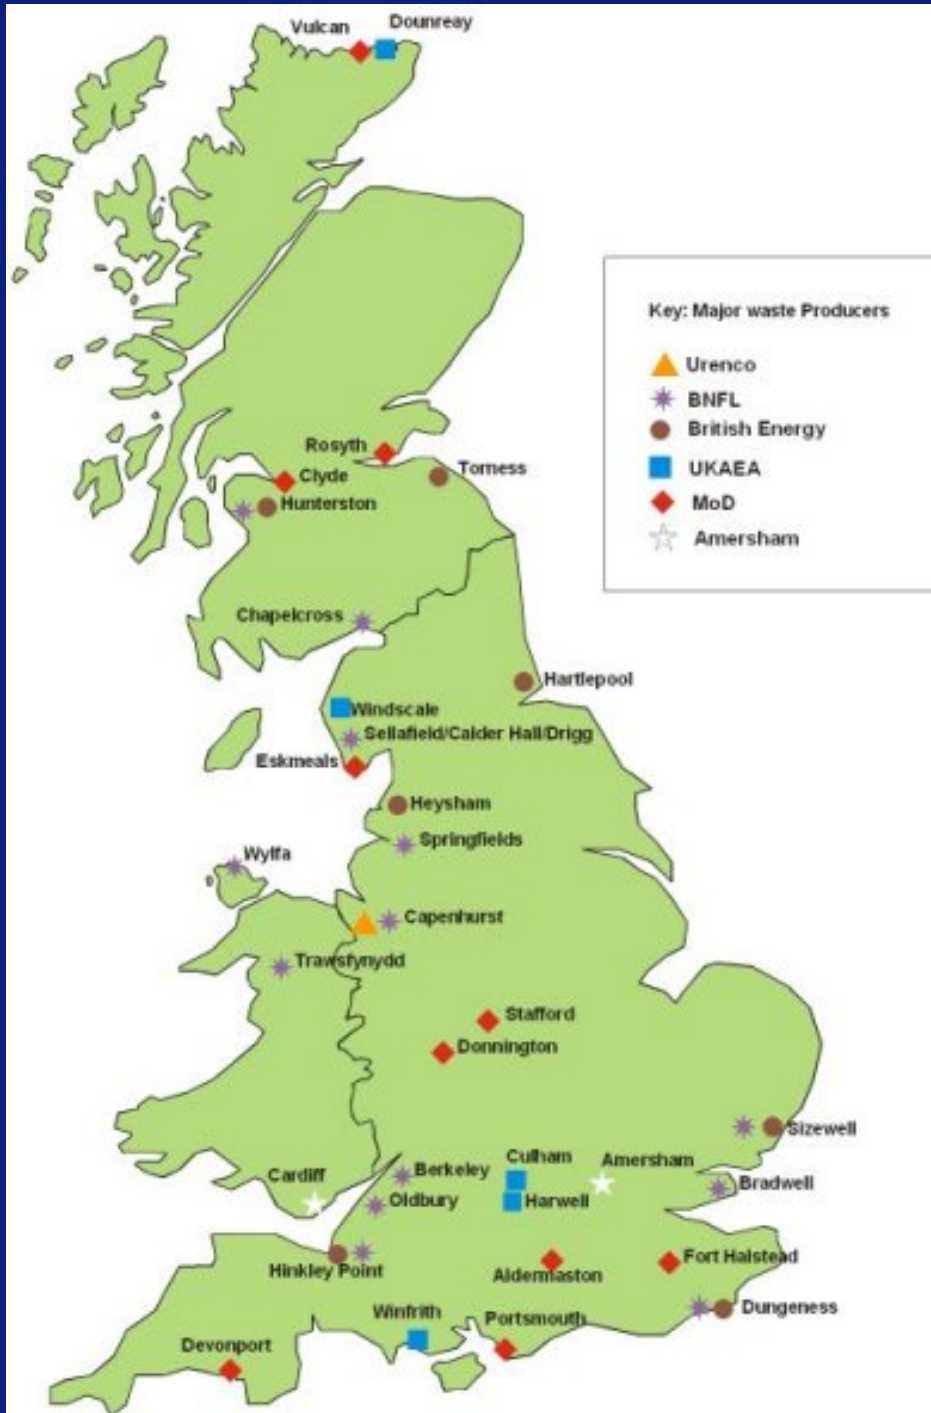 Vulcan
Dounreay
Key: Major waste Producers
Urenco
BNFL
British Energy
UKAEA
MoD
Amersham
Rosyth
Clyde
Torness
Hunterston
Chapelcross
Hartlepool
Windscale
Sellafield/Calder Hall/Drigg
Eskmeals
Heysham
Springfields
Wylfa
Capenhurst
Trawsfynydd
Stafford
Donnington
Sizewell
Culham
Amersham
Berkeley
Cardiff
Bradwell
Oldbury
Harwell
Fort Halstead
Hinkley Point
Aldermaston
Dungeness
Winfrith
Portsmouth
Devonport